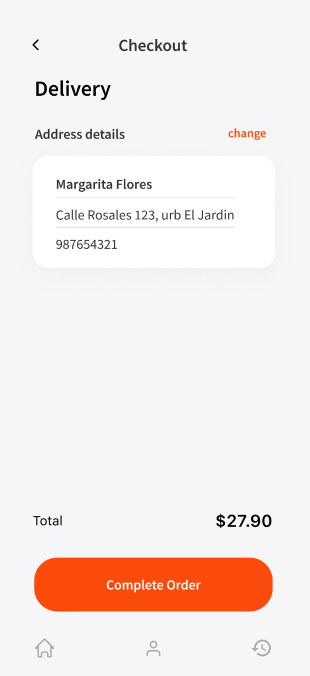 Checkout
Delivery
Address details
change
Margarita Flores
Calle Rosales 123, urb El Jardin
987654321
Total
$27.90
Complete Order